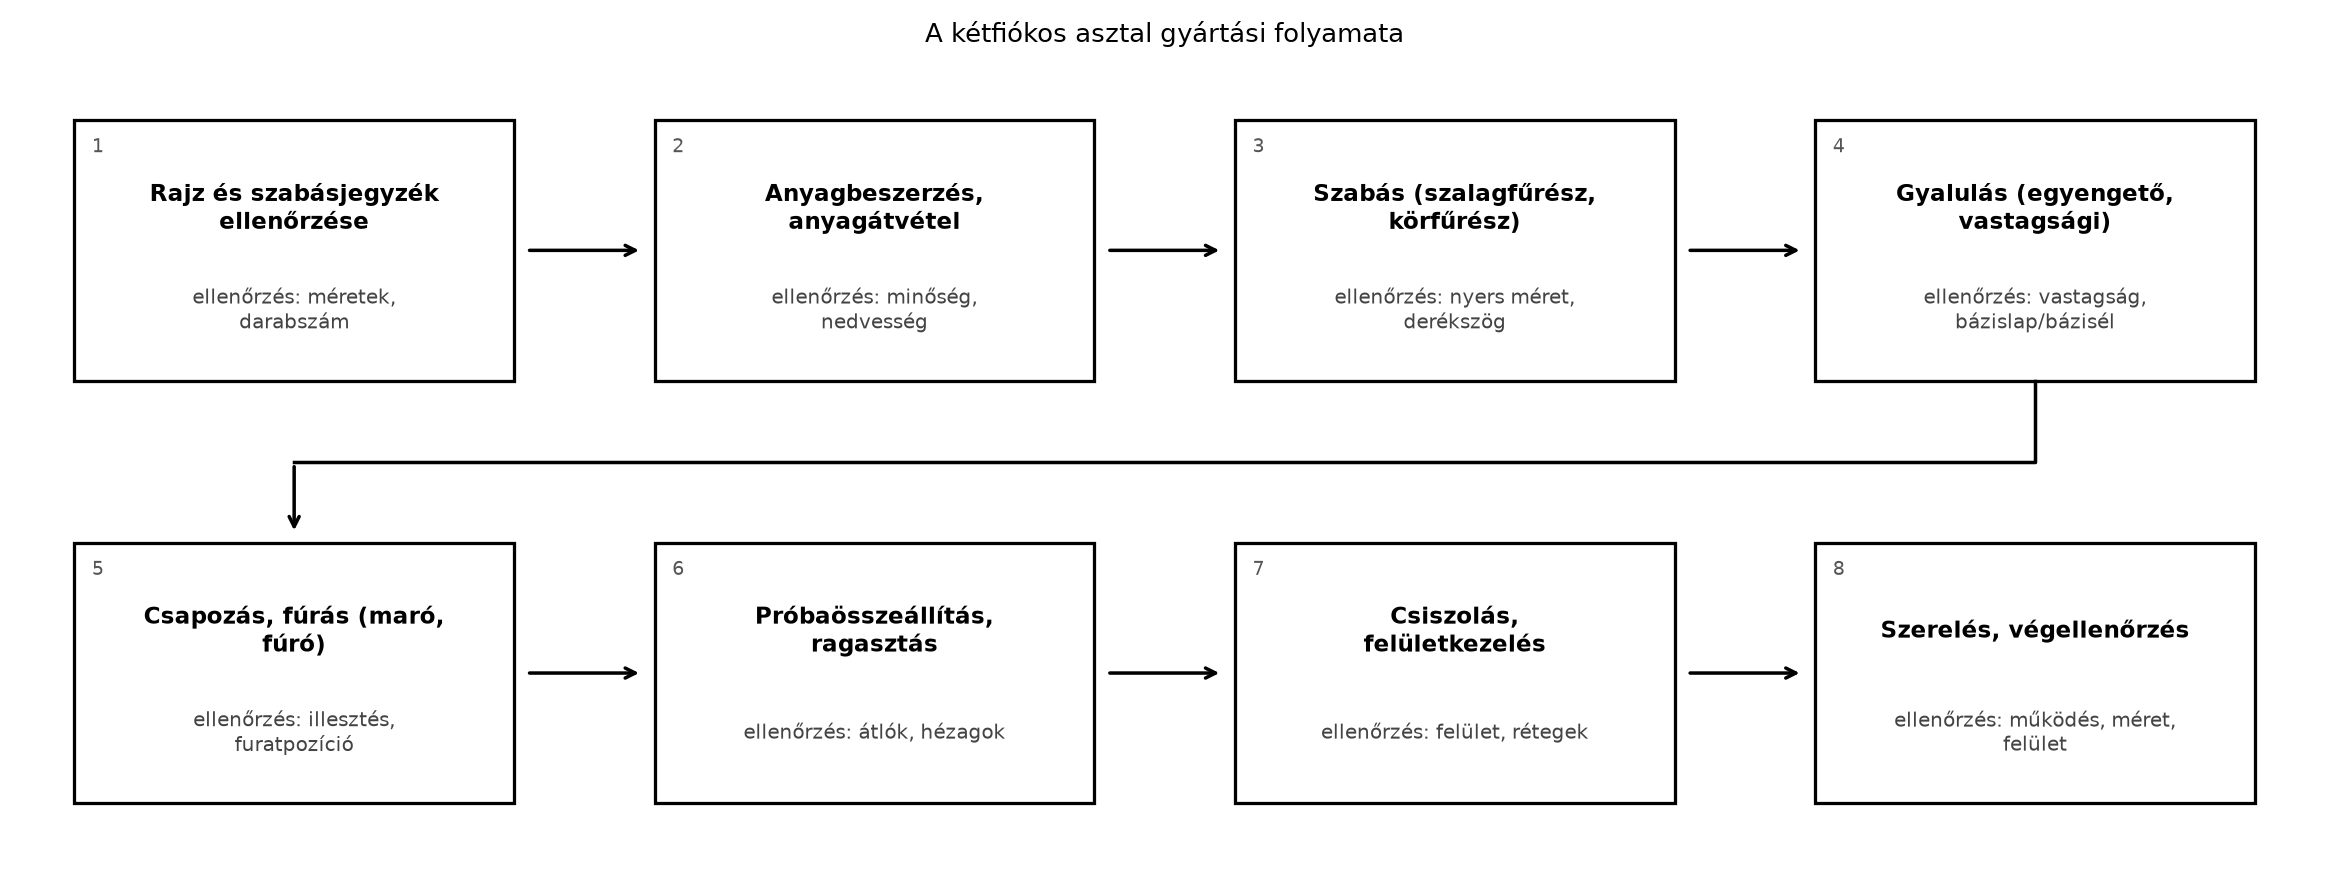 A kétfiókos asztal gyártási folyamata
1
Rajz és szabásjegyzék
ellenőrzése
ellenőrzés: méretek,
darabszám
2
Anyagbeszerzés,
anyagátvétel
ellenőrzés: minőség,
nedvesség
3
Szabás (szalagfűrész,
körfűrész)
ellenőrzés: nyers méret,
derékszög
4
Gyalulás (egyengető,
vastagsági)
ellenőrzés: vastagság,
bázislap/bázisél
5
Csapozás, fúrás (maró,
fúró)
ellenőrzés: illesztés,
furatpozíció
6
Próbaösszeállítás,
ragasztás
ellenőrzés: átlók, hézagok
7
Csiszolás,
felületkezelés
ellenőrzés: felület, rétegek
8
Szerelés, végellenőrzés
ellenőrzés: működés, méret,
felület